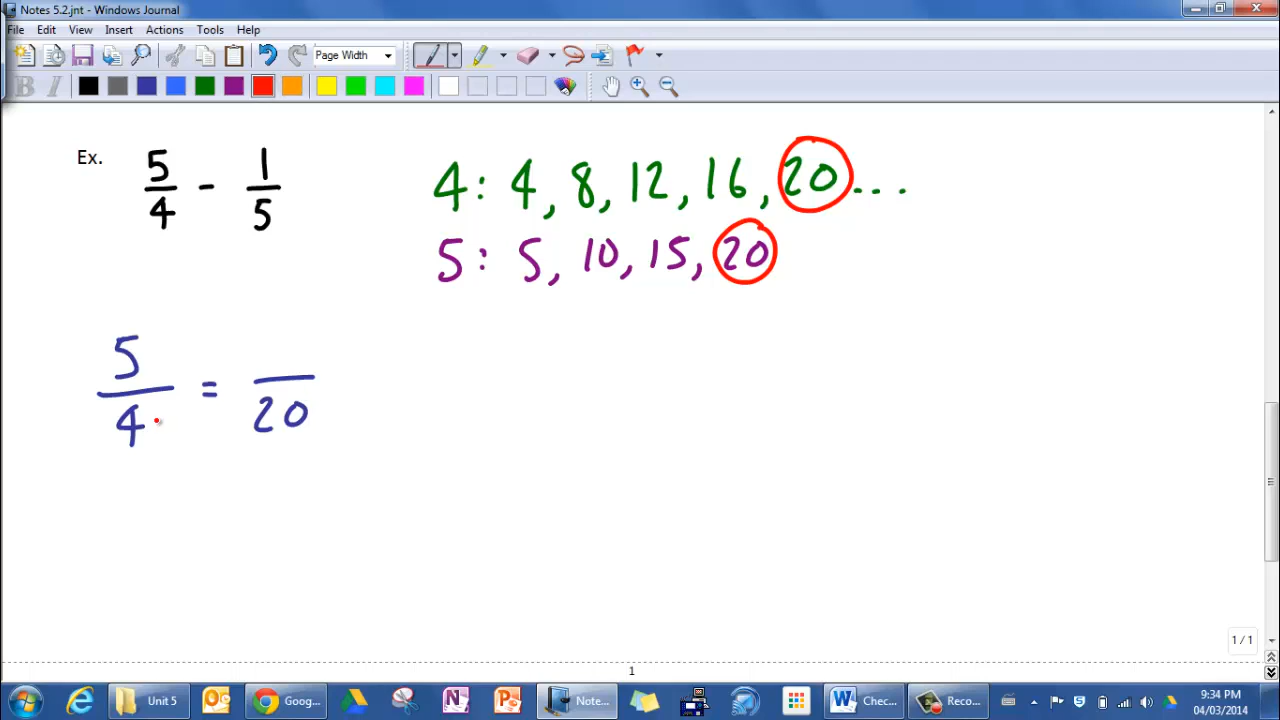 Notes 5.2.jnt - Windows Journal
File Edit View Insert Actions Tools Help
Page Width
B I
Ex. 5/4 - 1/5
4: 4, 8, 12, 16, 20...
5: 5, 10, 15, 20
5/4 = /20
1 / 1
1
Unit 5 Goog... Note... Chec... Reco... 9:34 PM
04/03/2014